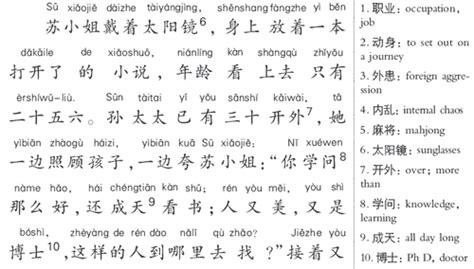 Sū xiǎojiě dàizhe tàiyángjìng, shēnshang fàngzhe yì běn
苏小姐戴着太阳镜6，身上放着一本
dǎkāile de xiǎoshuō, niánlíng kàn shàngqù zhǐyǒu
打开了的小说，年龄看上去只有
èrshíwǔ-liù. Sūn tàitai yǐ yǒu sānshí kāiwài, tā
二十五六。孙太太已有三十开外7，她
yìbiān zhàogù háizi, yìbiān kuā Sū xiǎojiě: Nǐ xuéwen
一边照顾孩子，一边夸苏小姐：“你学问8
nàme hǎo, hái chéngtiān kàn shū; rén yòu měi, yòu shì
那么好，还成天9看书；人又美，又是
bóshì, zhèyàng de rén dào nǎlǐ qù zhǎo? Jiēzhe yòu
博士10，这样的人到哪里去找？”接着又
1. 职业：occupation,
job
2. 动身：to set out on
a journey
3. 外患：foreign aggre-
ssion
4. 内乱：internal chaos
5. 麻将：mahjong
6. 太阳镜：sunglasses
7. 开外：over; more
than
8. 学问：knowledge,
learning
9. 成天：all day long
10. 博士：Ph D, doctor